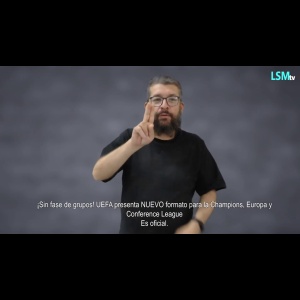 LSMtv
¡Sin fase de grupos! UEFA presenta NUEVO formato para la Champions, Europa y
Conference League
Es oficial.